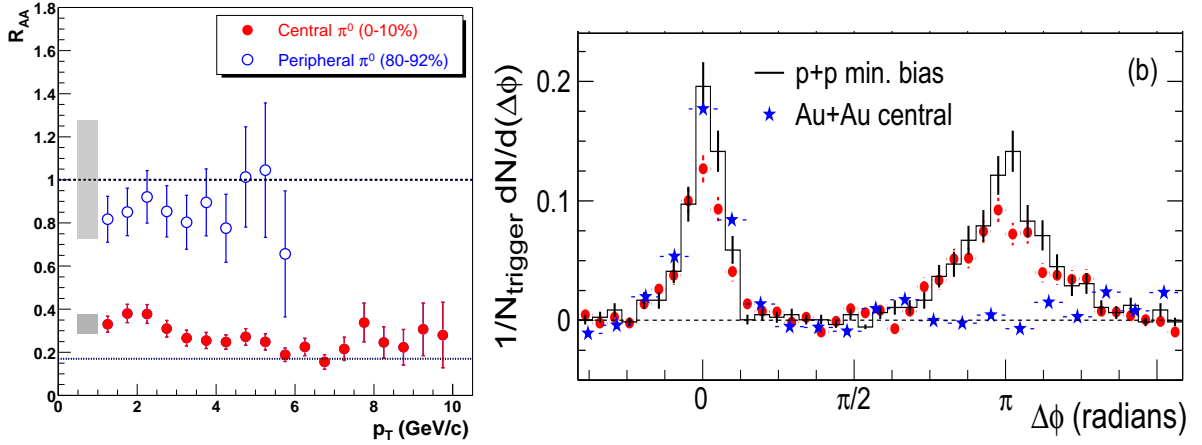 R_AA
1.8
1.6
1.4
1.2
1
0.8
0.6
0.4
0.2
0
Central π⁰ (0-10%)
Peripheral π⁰ (80-92%)
0 2 4 6 8 10
p_T (GeV/c)
1/N_trigger dN/d(Δϕ)
0.2
0.1
0
p+p min. bias
Au+Au central
(b)
0 π/2 π Δϕ (radians)